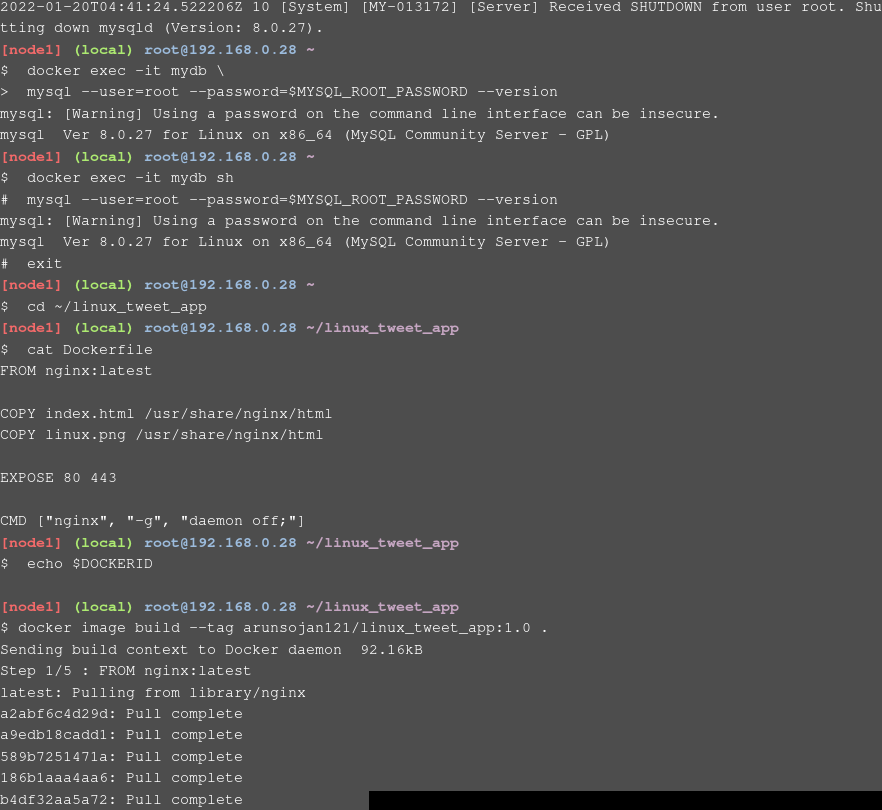 2022-01-20T04:41:24.522206Z 10 [System] [MY-013172] [Server] Received SHUTDOWN from user root. Shu
tting down mysqld (Version: 8.0.27).
[node1] (local) root@192.168.0.28 ~
$  docker exec -it mydb \
>  mysql --user=root --password=$MYSQL_ROOT_PASSWORD --version
mysql: [Warning] Using a password on the command line interface can be insecure.
mysql  Ver 8.0.27 for Linux on x86_64 (MySQL Community Server - GPL)
[node1] (local) root@192.168.0.28 ~
$  docker exec -it mydb sh
#  mysql --user=root --password=$MYSQL_ROOT_PASSWORD --version
mysql: [Warning] Using a password on the command line interface can be insecure.
mysql  Ver 8.0.27 for Linux on x86_64 (MySQL Community Server - GPL)
#  exit
[node1] (local) root@192.168.0.28 ~
$  cd ~/linux_tweet_app
[node1] (local) root@192.168.0.28 ~/linux_tweet_app
$  cat Dockerfile
FROM nginx:latest

COPY index.html /usr/share/nginx/html
COPY linux.png /usr/share/nginx/html

EXPOSE 80 443

CMD ["nginx", "-g", "daemon off;"]
[node1] (local) root@192.168.0.28 ~/linux_tweet_app
$  echo $DOCKERID

[node1] (local) root@192.168.0.28 ~/linux_tweet_app
$ docker image build --tag arunsojan121/linux_tweet_app:1.0 .
Sending build context to Docker daemon  92.16kB
Step 1/5 : FROM nginx:latest
latest: Pulling from library/nginx
a2abf6c4d29d: Pull complete
a9edb18cadd1: Pull complete
589b7251471a: Pull complete
186b1aaa4aa6: Pull complete
b4df32aa5a72: Pull complete